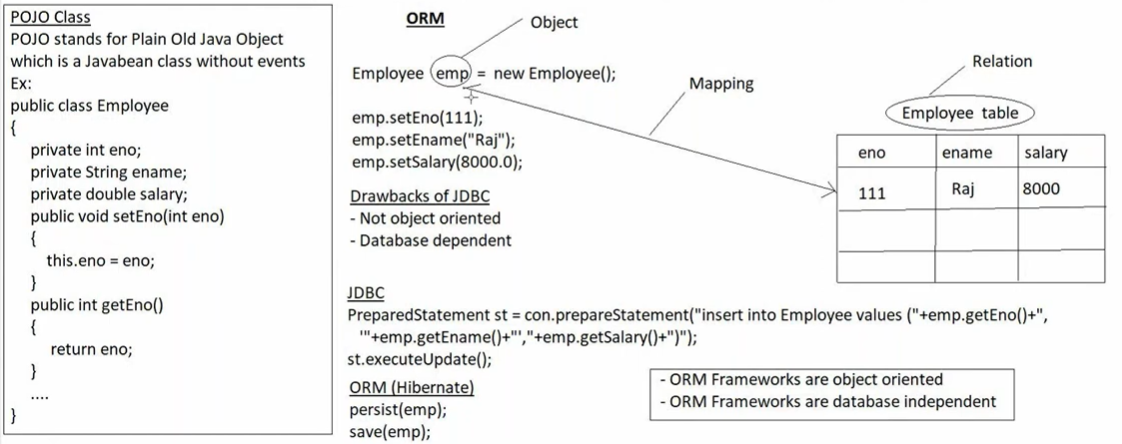 POJO Class
POJO stands for Plain Old Java Object
which is a Javabean class without events
Ex:
public class Employee
{
private int eno;
private String ename;
private double salary;
public void setEno(int eno)
{
this.eno = eno;
}
public int getEno()
{
return eno;
}
....
}
ORM
Object
Employee emp = new Employee();
emp.setEno(111);
emp.setEname("Raj");
emp.setSalary(8000.0);
Mapping
Relation
Employee table
eno ename salary
111 Raj 8000
Drawbacks of JDBC
- Not object oriented
- Database dependent
JDBC
PreparedStatement st = con.prepareStatement("insert into Employee values ("+emp.getEno()+",
'"+emp.getEname()+"',"+emp.getSalary()+")");
st.executeUpdate();
ORM (Hibernate)
persist(emp);
save(emp);
- ORM Frameworks are object oriented
- ORM Frameworks are database independent